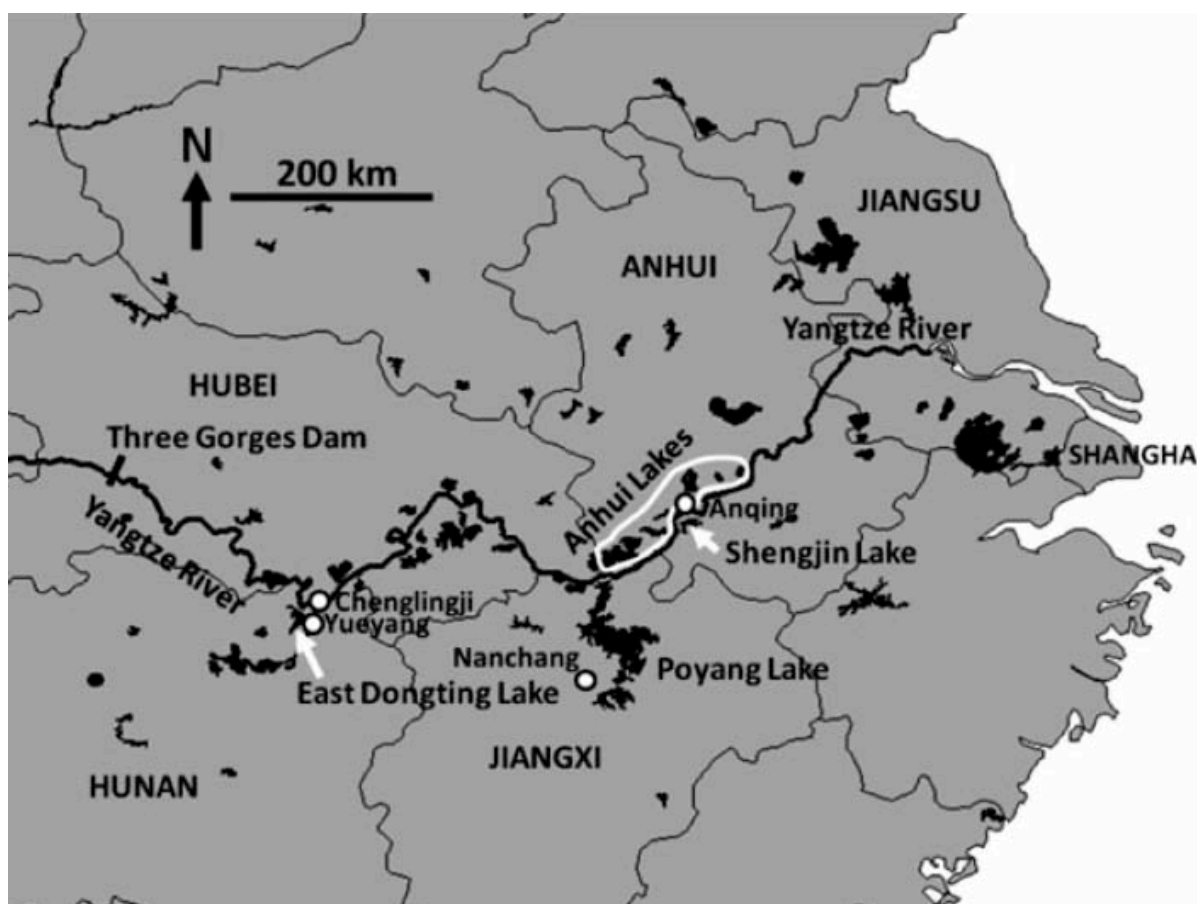 N
200 km
JIANGSU
ANHUI
Yangtze River
HUBEI
Three Gorges Dam
Anhui Lakes
SHANGHA
Yangtze River
Anqing
Shengjin Lake
Chenglingji
Yueyang
Nanchang
Poyang Lake
East Dongting Lake
JIANGXI
HUNAN